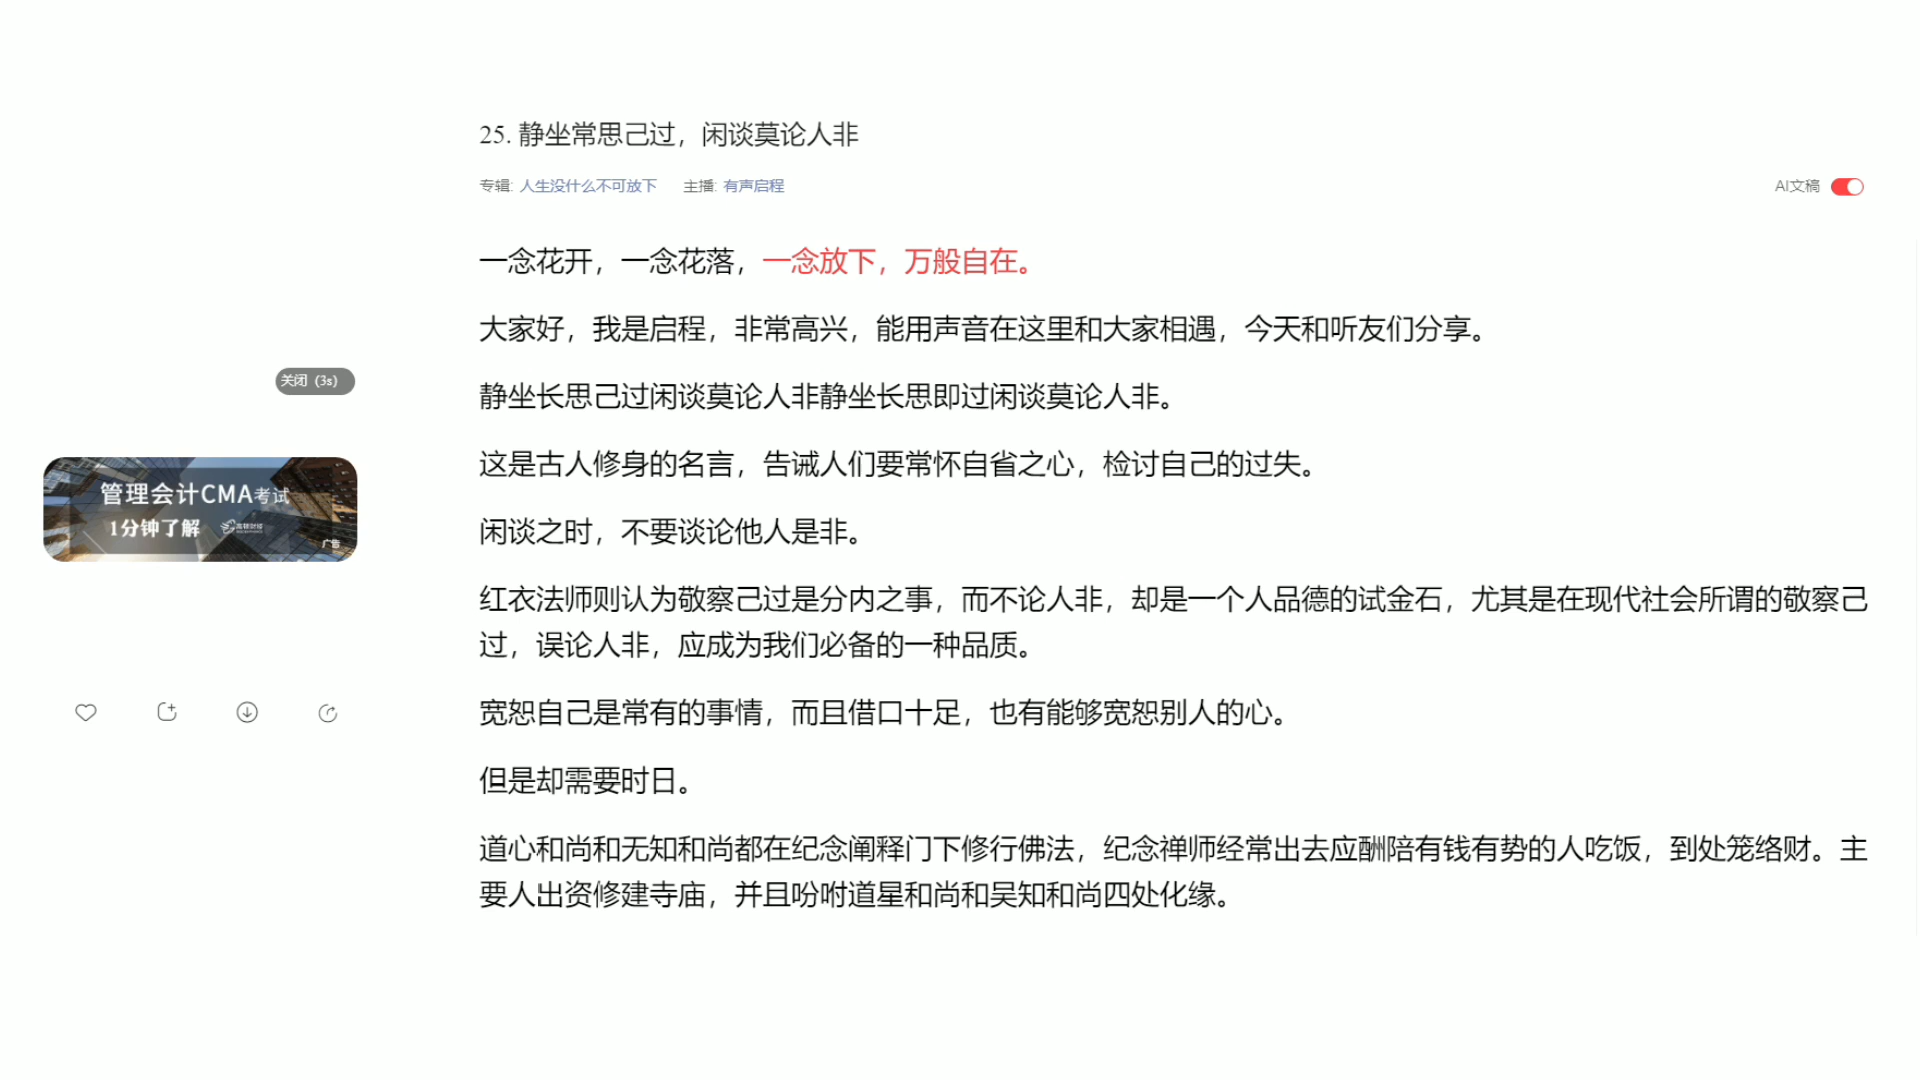 25. 静坐常思己过，闲谈莫论人非
专辑: 人生没什么不可放下 主播: 有声启程
AI文稿
一念花开，一念花落，一念放下，万般自在。
大家好，我是启程，非常高兴，能用声音在这里和大家相遇，今天和听友们分享。
关闭（3s）
静坐长思己过闲谈莫论人非静坐长思即过闲谈莫论人非。
这是古人修身的名言，告诫人们要常怀自省之心，检讨自己的过失。
管理会计CMA考试
1分钟了解
广告
闲谈之时，不要谈论他人是非。
红衣法师则认为敬察己过是分内之事，而不论人非，却是一个人品德的试金石，尤其是在现代社会所谓的敬察己
过，误论人非，应成为我们必备的一种品质。
宽恕自己是常有的事情，而且借口十足，也有能够宽恕别人的心。
但是却需要时日。
道心和尚和无知和尚都在纪念阐释门下修行佛法，纪念禅师经常出去应酬陪有钱有势的人吃饭，到处笼络财。主
要人出资修建寺庙，并且吩咐道星和尚和吴知和尚四处化缘。